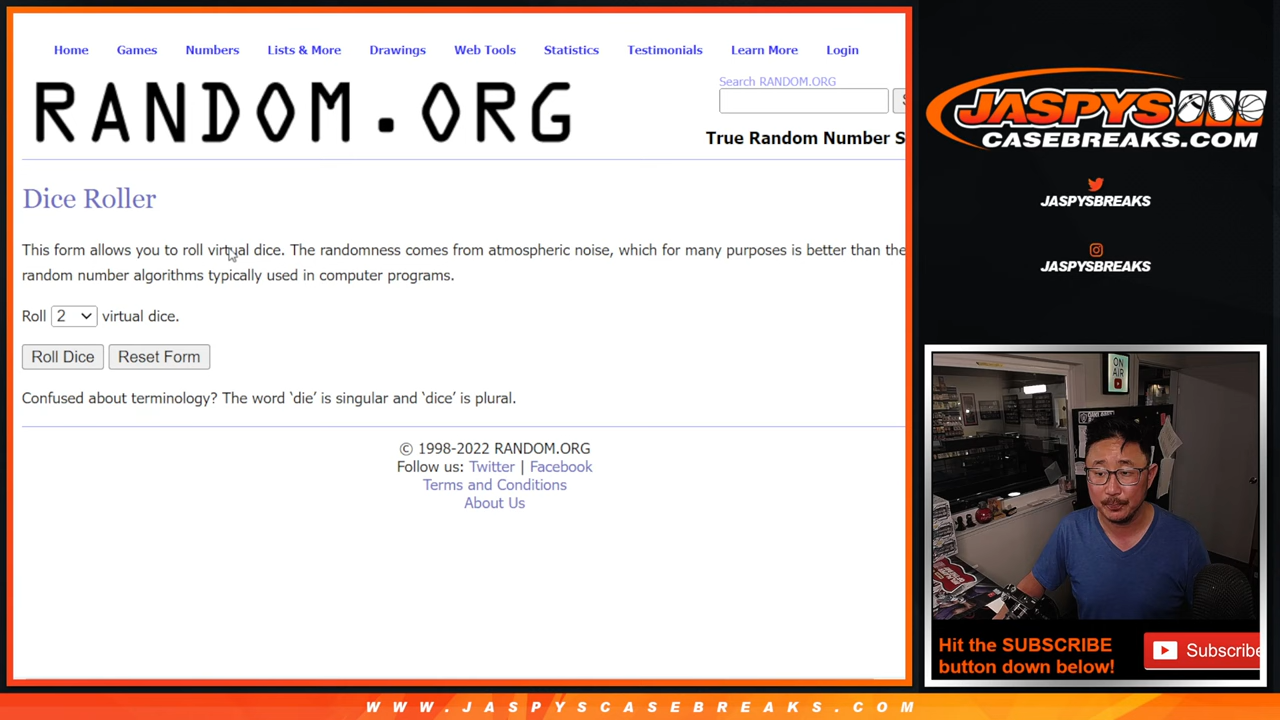 Home Games Numbers Lists & More Drawings Web Tools Statistics Testimonials Learn More Login
RANDOM.ORG
Search RANDOM.ORG
S
True Random Number S
Dice Roller
This form allows you to roll virtual dice. The randomness comes from atmospheric noise, which for many purposes is better than the
random number algorithms typically used in computer programs.
Roll 2 virtual dice.
Roll Dice Reset Form
Confused about terminology? The word ‘die’ is singular and ‘dice’ is plural.
© 1998-2022 RANDOM.ORG
Follow us: Twitter | Facebook
Terms and Conditions
About Us
JASPYS
CASEBREAKS.COM
JASPYSBREAKS
JASPYSBREAKS
ON
AIR
Hit the SUBSCRIBE
button down below!
Subscribe
WWW.JASPYSCASEBREAKS.COM